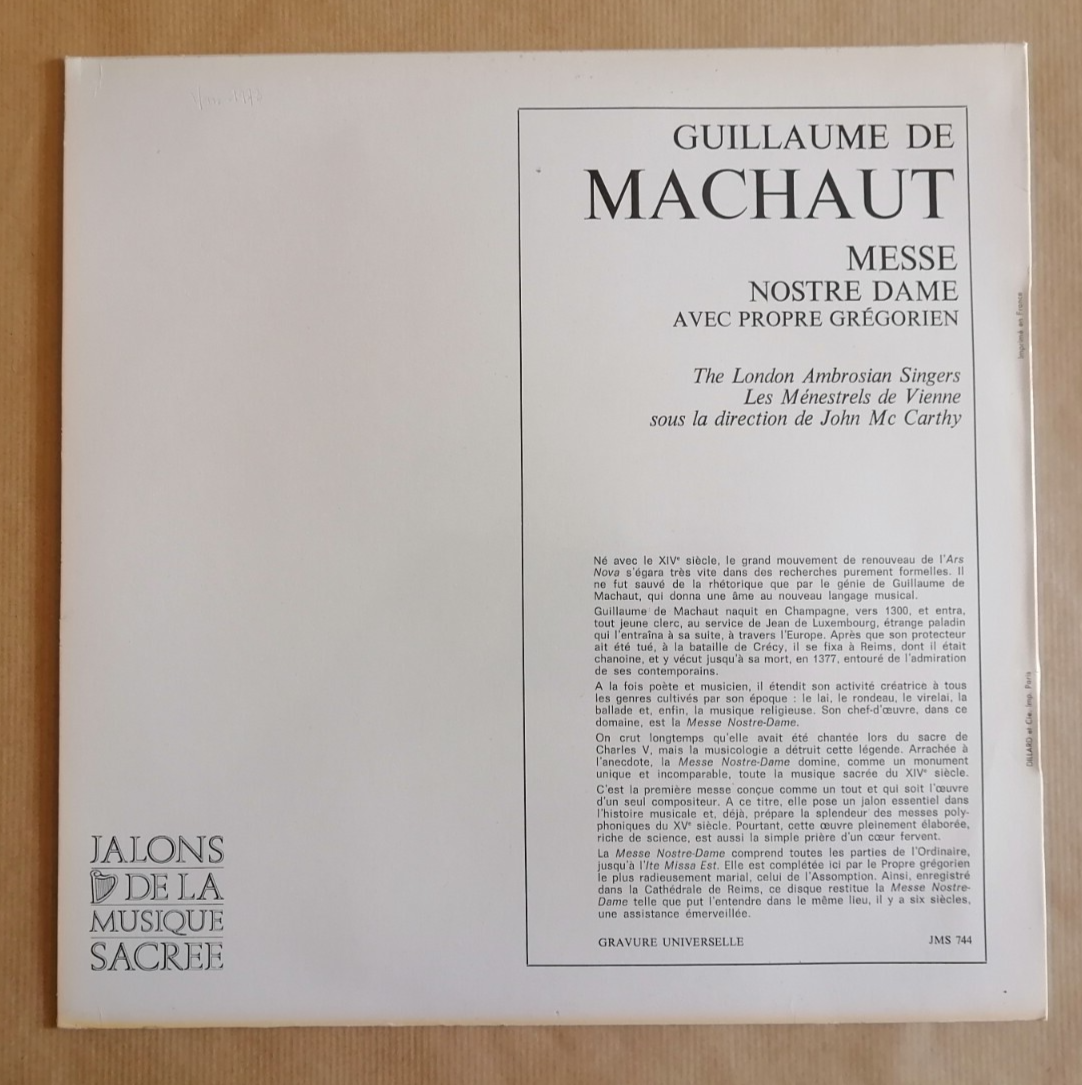 GUILLAUME DE
MACHAUT
MESSE
NOSTRE DAME
AVEC PROPRE GRÉGORIEN
The London Ambrosian Singers
Les Ménestrels de Vienne
sous la direction de John Mc Carthy
Né avec le XIVe siècle, le grand mouvement de renouveau de l'Ars
Nova s'égara très vite dans des recherches purement formelles. Il
ne fut sauvé de la rhétorique que par le génie de Guillaume de
Machaut, qui donna une âme au nouveau langage musical.
Guillaume de Machaut naquit en Champagne, vers 1300, et entra,
tout jeune clerc, au service de Jean de Luxembourg, étrange paladin
qui l'entraîna à sa suite, à travers l'Europe. Après que son protecteur
ait été tué, à la bataille de Crécy, il se fixa à Reims, dont il était
chanoine, et y vécut jusqu'à sa mort, en 1377, entouré de l'admiration
de ses contemporains.
A la fois poète et musicien, il étendit son activité créatrice à tous
les genres cultivés par son époque : le lai, le rondeau, le virelai, la
ballade et, enfin, la musique religieuse. Son chef-d'œuvre, dans ce
domaine, est la Messe Nostre-Dame.
On crut longtemps qu'elle avait été chantée lors du sacre de
Charles V, mais la musicologie a détruit cette légende. Arrachée à
l'anecdote, la Messe Nostre-Dame domine, comme un monument
unique et incomparable, toute la musique sacrée du XIVe siècle.
C'est la première messe conçue comme un tout et qui soit l'œuvre
d'un seul compositeur. A ce titre, elle pose un jalon essentiel dans
l'histoire musicale et, déjà, prépare la splendeur des messes poly-
phoniques du XVe siècle. Pourtant, cette œuvre pleinement élaborée,
riche de science, est aussi la simple prière d'un cœur fervent.
La Messe Nostre-Dame comprend toutes les parties de l'Ordinaire,
jusqu'à l'Ite Missa Est. Elle est complétée ici par le Propre grégorien
le plus radieusement marial, celui de l'Assomption. Ainsi, enregistré
dans la Cathédrale de Reims, ce disque restitue la Messe Nostre-
Dame telle que put l'entendre dans le même lieu, il y a six siècles,
une assistance émerveillée.
GRAVURE UNIVERSELLE JMS 744
JALONS
DE LA
MUSIQUE
SACREE
Imprimé en France
DILLARD et Cie. Imp. Paris